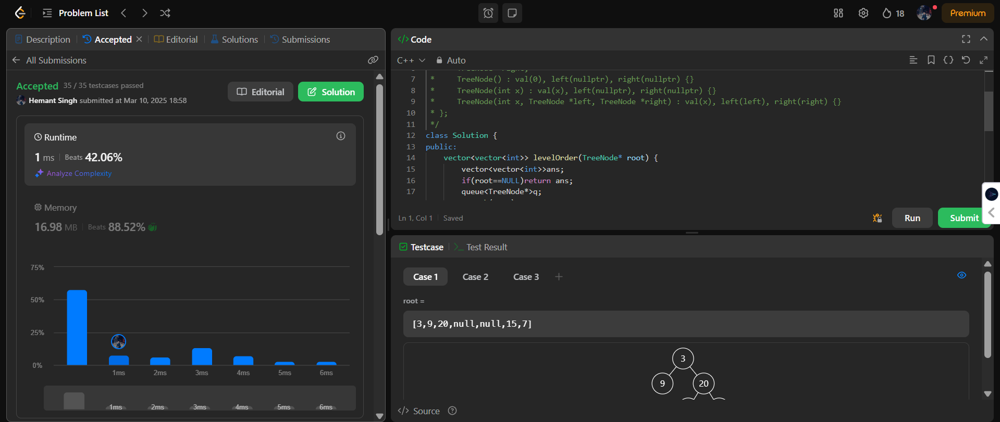 Problem List
18
Premium
Description
Accepted
Editorial
Solutions
Submissions
All Submissions
Accepted 35 / 35 testcases passed
Hemant Singh submitted at Mar 10, 2025 18:58
Editorial
Solution
Runtime
1 ms Beats 42.06%
Analyze Complexity
Memory
16.98 MB Beats 88.52%
75%
50%
25%
0%
1ms 2ms 3ms 4ms 5ms 6ms
1ms 2ms 3ms 4ms 5ms 6ms
</> Code
C++ Auto
7 * TreeNode() : val(0), left(nullptr), right(nullptr) {}
8 * TreeNode(int x) : val(x), left(nullptr), right(nullptr) {}
9 * TreeNode(int x, TreeNode *left, TreeNode *right) : val(x), left(left), right(right) {}
10 * };
11 */
12 class Solution {
13 public:
14 vector<vector<int>> levelOrder(TreeNode* root) {
15 vector<vector<int>>ans;
16 if(root==NULL)return ans;
17 queue<TreeNode*>q;
Ln 1, Col 1 Saved
Run
Submit
Testcase
Test Result
Case 1 Case 2 Case 3 +
root =
[3,9,20,null,null,15,7]
3
9 20
</> Source ?